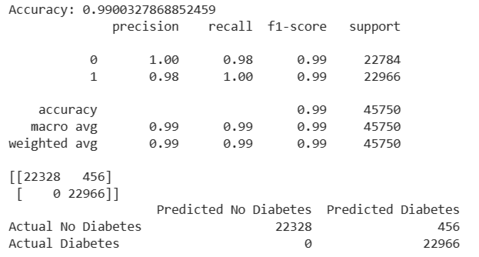 Accuracy: 0.9900327868852459
precision recall f1-score support
0 1.00 0.98 0.99 22784
1 0.98 1.00 0.99 22966
accuracy 0.99 45750
macro avg 0.99 0.99 0.99 45750
weighted avg 0.99 0.99 0.99 45750
[[22328 456]
[ 0 22966]]
Predicted No Diabetes Predicted Diabetes
Actual No Diabetes 22328 456
Actual Diabetes 0 22966